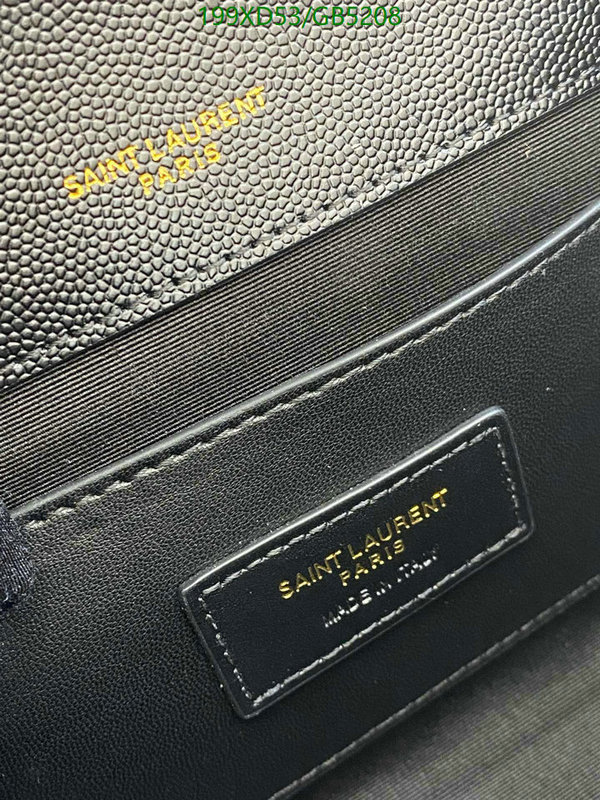 199XD53/GB5208
SAINT LAURENT
PARIS
SAINT LAURENT
PARIS
MADE IN ITALY